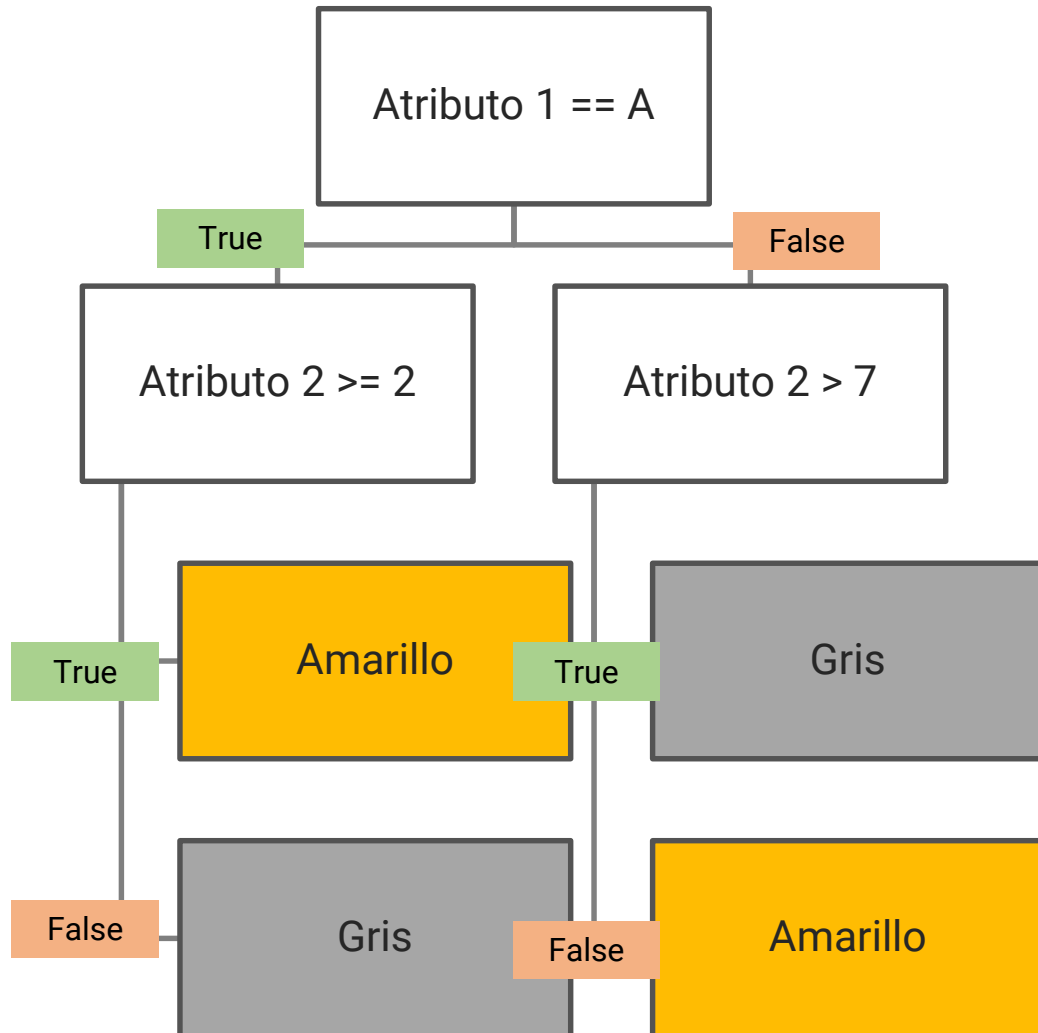 Atributo 1 == A
True
False
Atributo 2 >= 2
Atributo 2 > 7
True
Amarillo
True
Gris
False
Gris
False
Amarillo